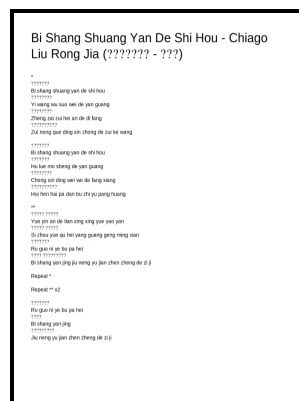 Bi Shang Shuang Yan De Shi Hou - Chiago
Liu Rong Jia (??????? - ???)
*
???????
Bi shang shuang yan de shi hou
????????
Yi wang wu suo wei de yan guang
????????
Zheng zai zui hei an de di fang
??????????
Zui neng que ding xin zhong de zui ke wang
???????
Bi shang shuang yan de shi hou
???????
Hu lue mo sheng de yan guang
????????
Chong xin ding wei wo de fang xiang
??????????
Hui hen hai pa dan bu zhi yu pang huang
**
????? ?????
Yue yin an de tian xing xing yue yao yan
????? ?????
Si zhou yue qu hei yang guang geng ming xian
???????
Ru guo ni ye bu pa hei
???? ?????????
Bi shang yan jing jiu neng yu jian zhen zheng de zi ji
Repeat *
Repeat ** x2
???????
Ru guo ni ye bu pa hei
????
Bi shang yan jing
?????????
Jiu neng yu jian zhen zheng de zi ji